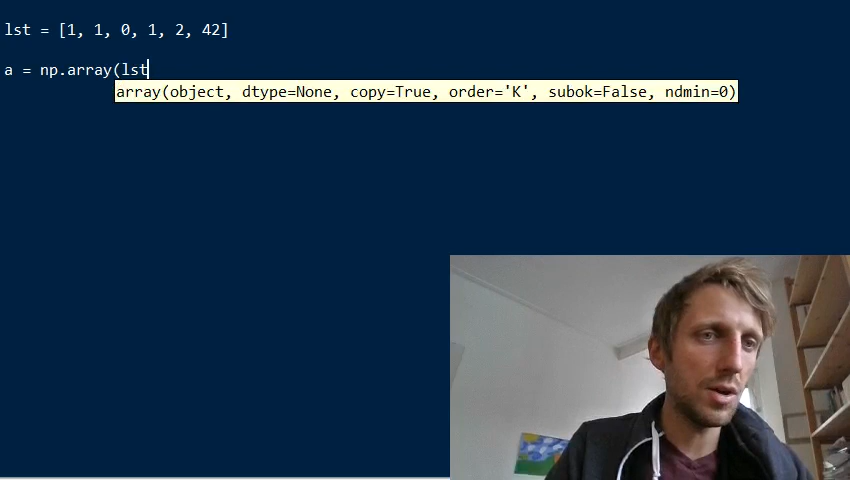 lst = [1, 1, 0, 1, 2, 42]
a = np.array(lst
array(object, dtype=None, copy=True, order='K', subok=False, ndmin=0)